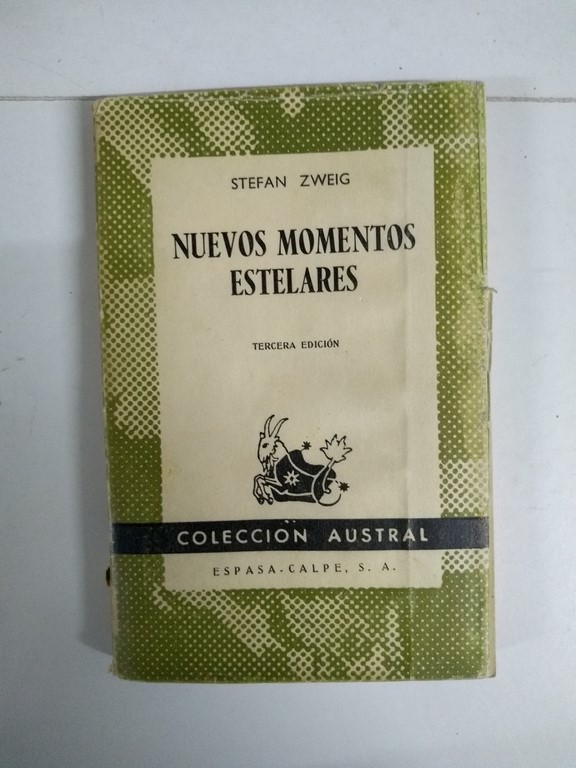 STEFAN ZWEIG
NUEVOS MOMENTOS
ESTELARES
TERCERA EDICIÓN
COLECCIÓN AUSTRAL
ESPASA-CALPE, S. A.